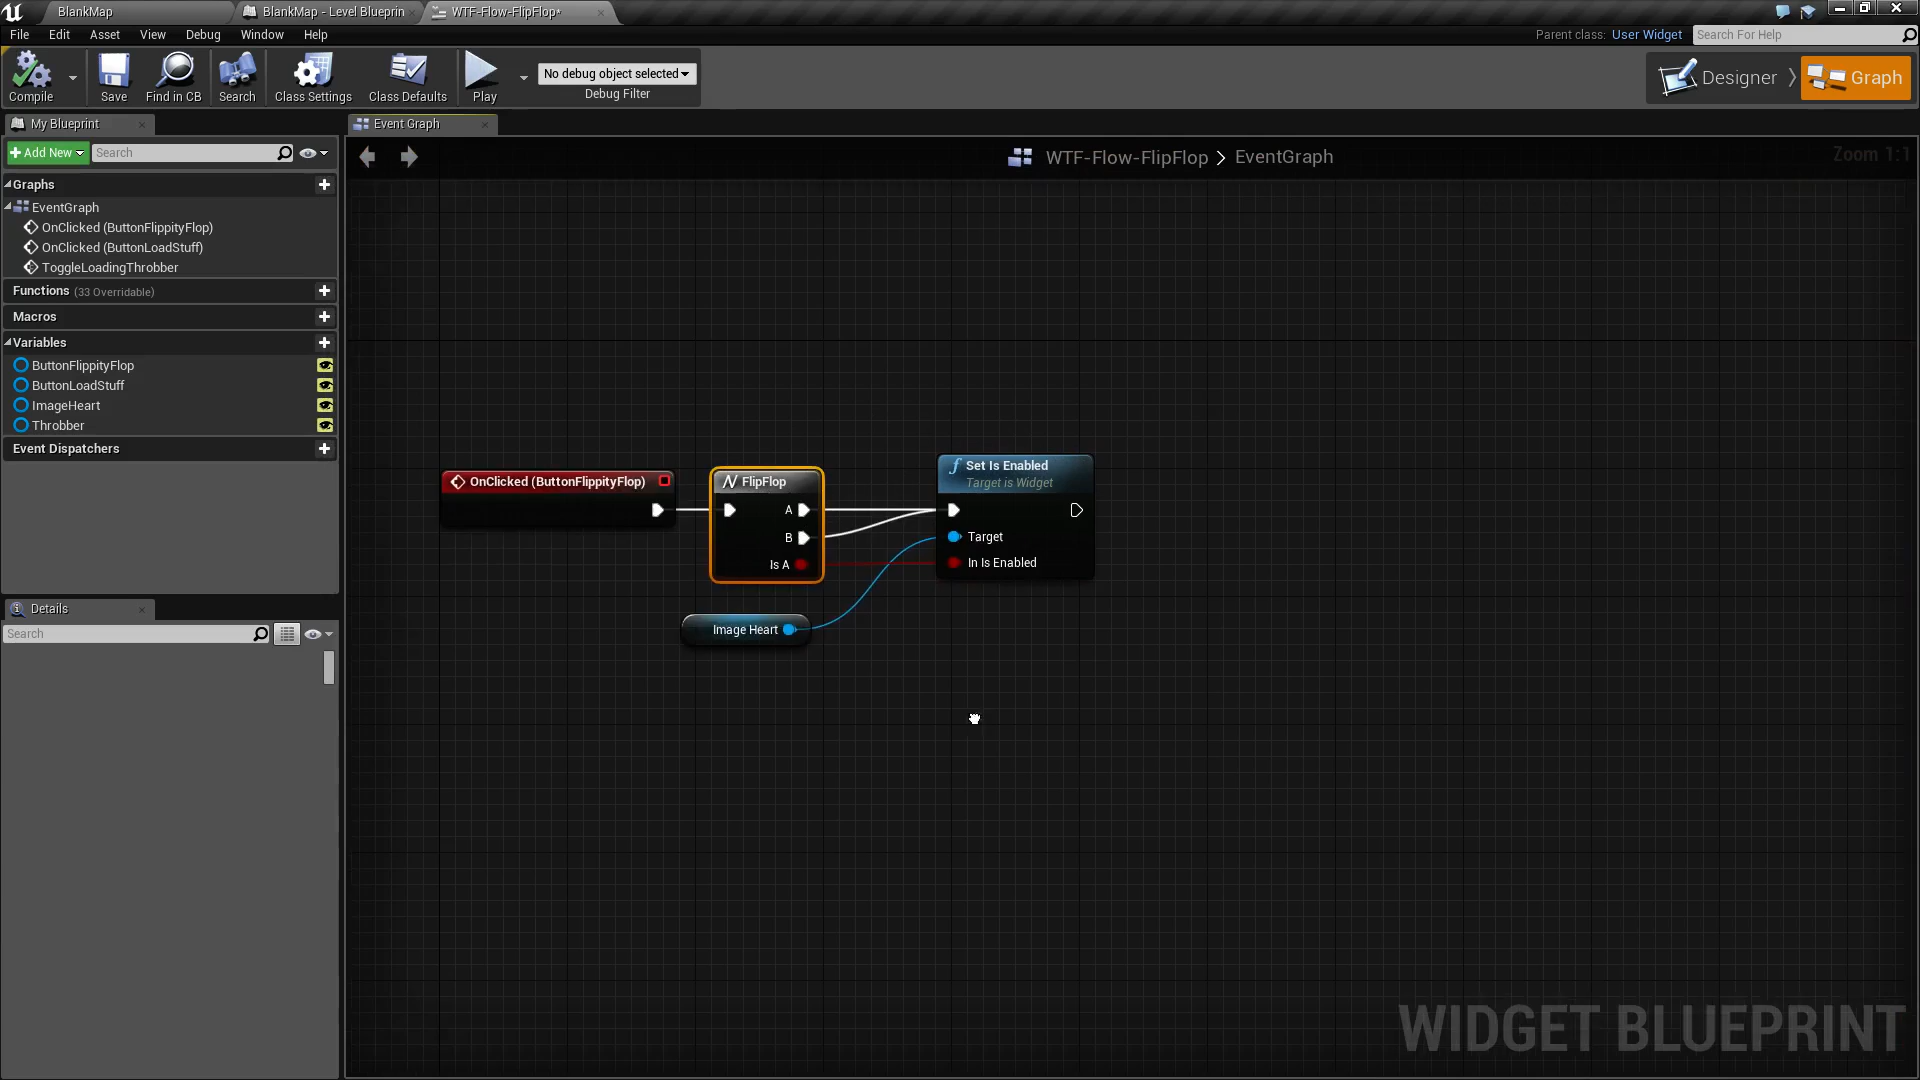 BlankMap
BlankMap - Level Blueprin
WTF-Flow-FlipFlop*
File Edit Asset View Debug Window Help
Parent class: User Widget
Search For Help
Compile
Save
Find in CB
Search
Class Settings
Class Defaults
Play
No debug object selected
Debug Filter
Designer
Graph
My Blueprint
Event Graph
Add New
Search
WTF-Flow-FlipFlop > EventGraph
Zoom 1:1
Graphs
EventGraph
OnClicked (ButtonFlippityFlop)
OnClicked (ButtonLoadStuff)
ToggleLoadingThrobber
Functions (33 Overridable)
Macros
Variables
ButtonFlippityFlop
ButtonLoadStuff
ImageHeart
Throbber
Event Dispatchers
Details
Search
OnClicked (ButtonFlippityFlop)
FlipFlop
A
B
Is A
Set Is Enabled
Target is Widget
Target
In Is Enabled
Image Heart
WIDGET BLUEPRINT